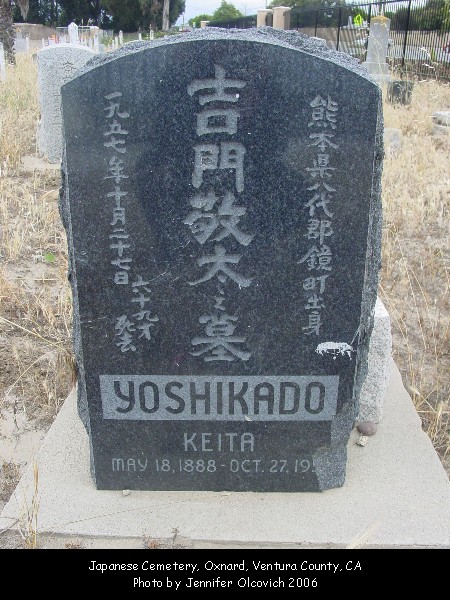 熊本県八代郡鏡町出身
吉門敬太之墓
一九五七年十月二十七日
六十九才
YOSHIKADO
KEITA
MAY 18, 1888 - OCT. 27, 19
Japanese Cemetery, Oxnard, Ventura County, CA
Photo by Jennifer Olcovich 2006